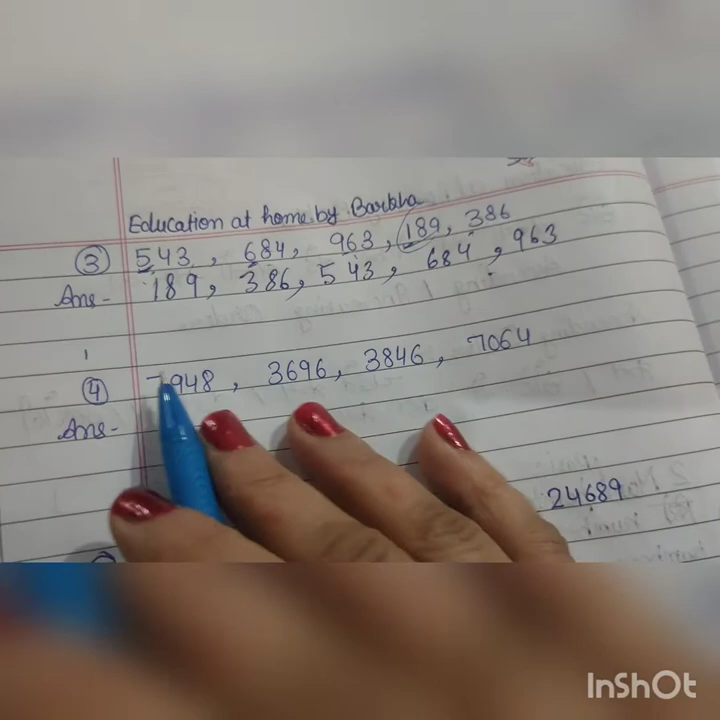 Education at home by Barkha
③ 543, 684, 963, 189, 386
Ans- 189, 386, 543, 684, 963
④ 7948, 3696, 3846, 7064
Ans-
24689
InShOt